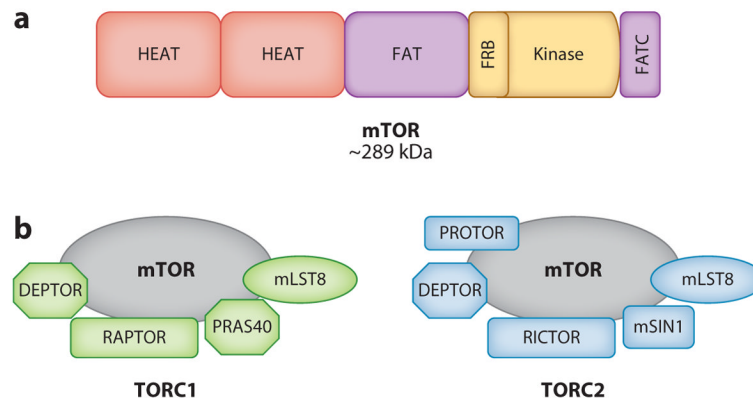 a
HEAT
HEAT
FAT
FRB
Kinase
FATC
mTOR
~289 kDa
b
mTOR
DEPTOR
mLST8
PRAS40
RAPTOR
TORC1
PROTOR
mTOR
DEPTOR
mLST8
mSIN1
RICTOR
TORC2